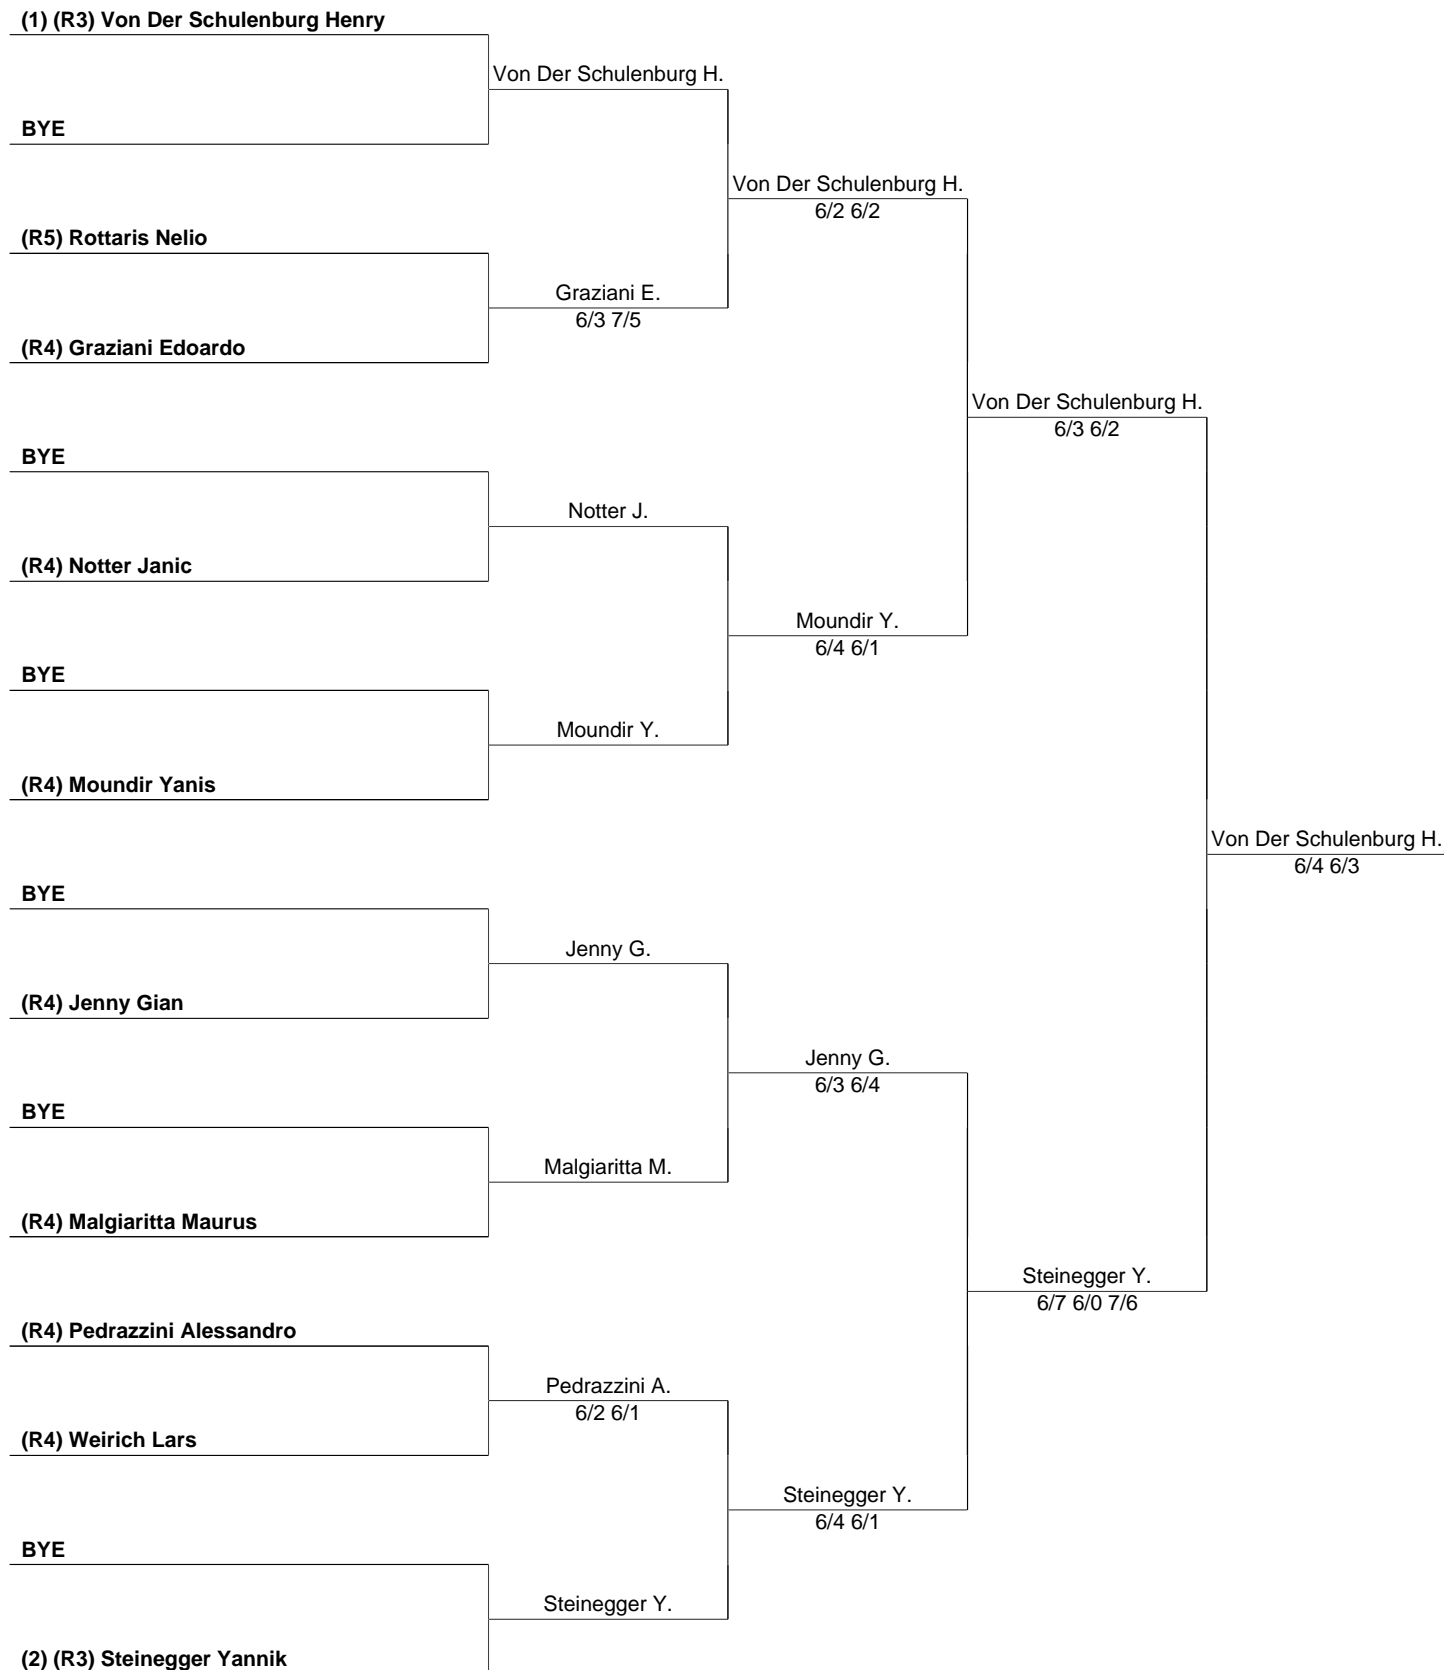 (1) (R3) Von Der Schulenburg Henry
Von Der Schulenburg H.
BYE
Von Der Schulenburg H.
6/2 6/2
(R5) Rottaris Nelio
Graziani E.
6/3 7/5
(R4) Graziani Edoardo
Von Der Schulenburg H.
6/3 6/2
BYE
Notter J.
(R4) Notter Janic
Moundir Y.
6/4 6/1
BYE
Moundir Y.
(R4) Moundir Yanis
Von Der Schulenburg H.
6/4 6/3
BYE
Jenny G.
(R4) Jenny Gian
Jenny G.
6/3 6/4
BYE
Malgiaritta M.
(R4) Malgiaritta Maurus
Steinegger Y.
6/7 6/0 7/6
(R4) Pedrazzini Alessandro
Pedrazzini A.
6/2 6/1
(R4) Weirich Lars
Steinegger Y.
6/4 6/1
BYE
Steinegger Y.
(2) (R3) Steinegger Yannik